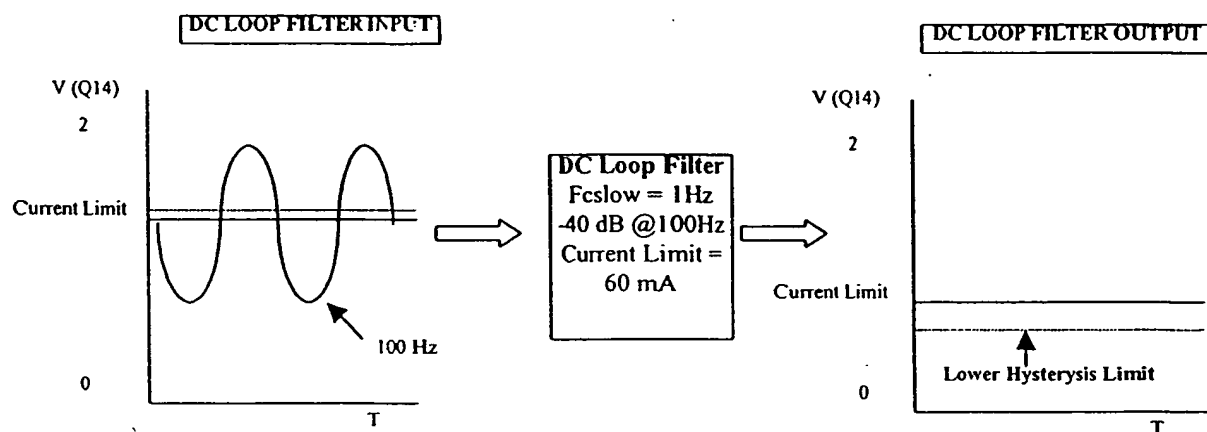 DC LOOP FILTER INPUT
V (Q14)
2
Current Limit
100 Hz
0
T
DC Loop Filter
Fcslow = 1Hz
-40 dB @100Hz
Current Limit =
60 mA
DC LOOP FILTER OUTPUT
V (Q14)
2
Current Limit
Lower Hysterysis Limit
0
T